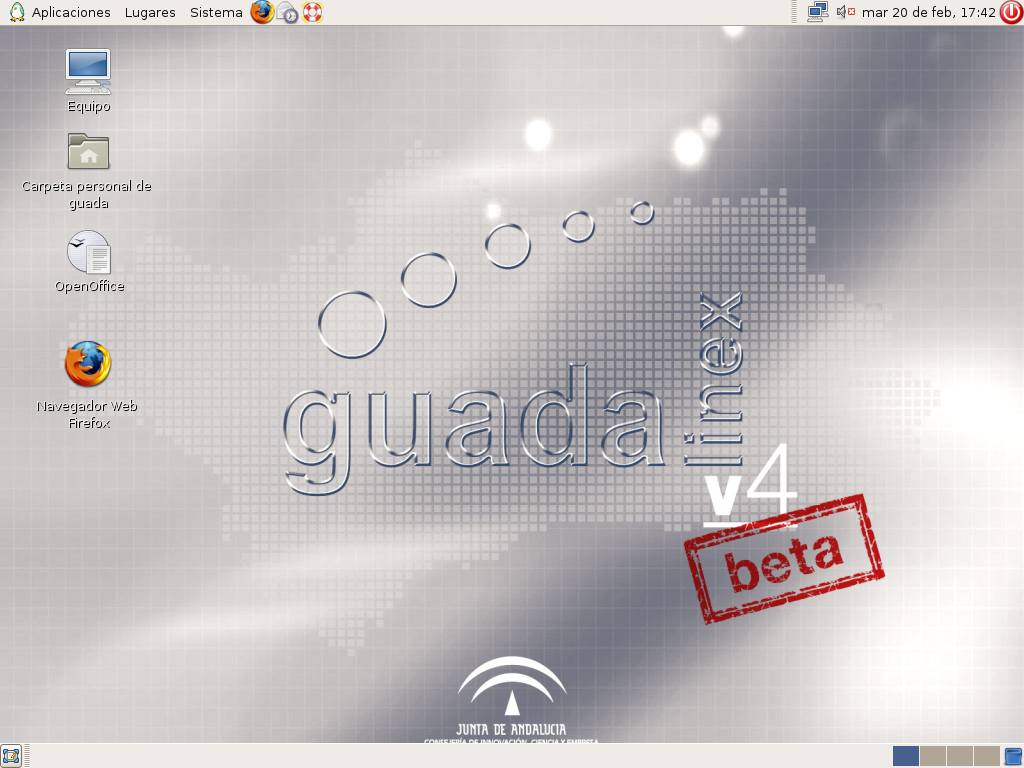 Aplicaciones Lugares Sistema mar 20 de feb, 17:42
Equipo
Carpeta personal de
guada
OpenOffice
Navegador Web
Firefox
guada
linex
v4
beta
JUNTA DE ANDALUCIA
CONSEJERÍA DE INNOVACIÓN, CIENCIA Y EMPRESA